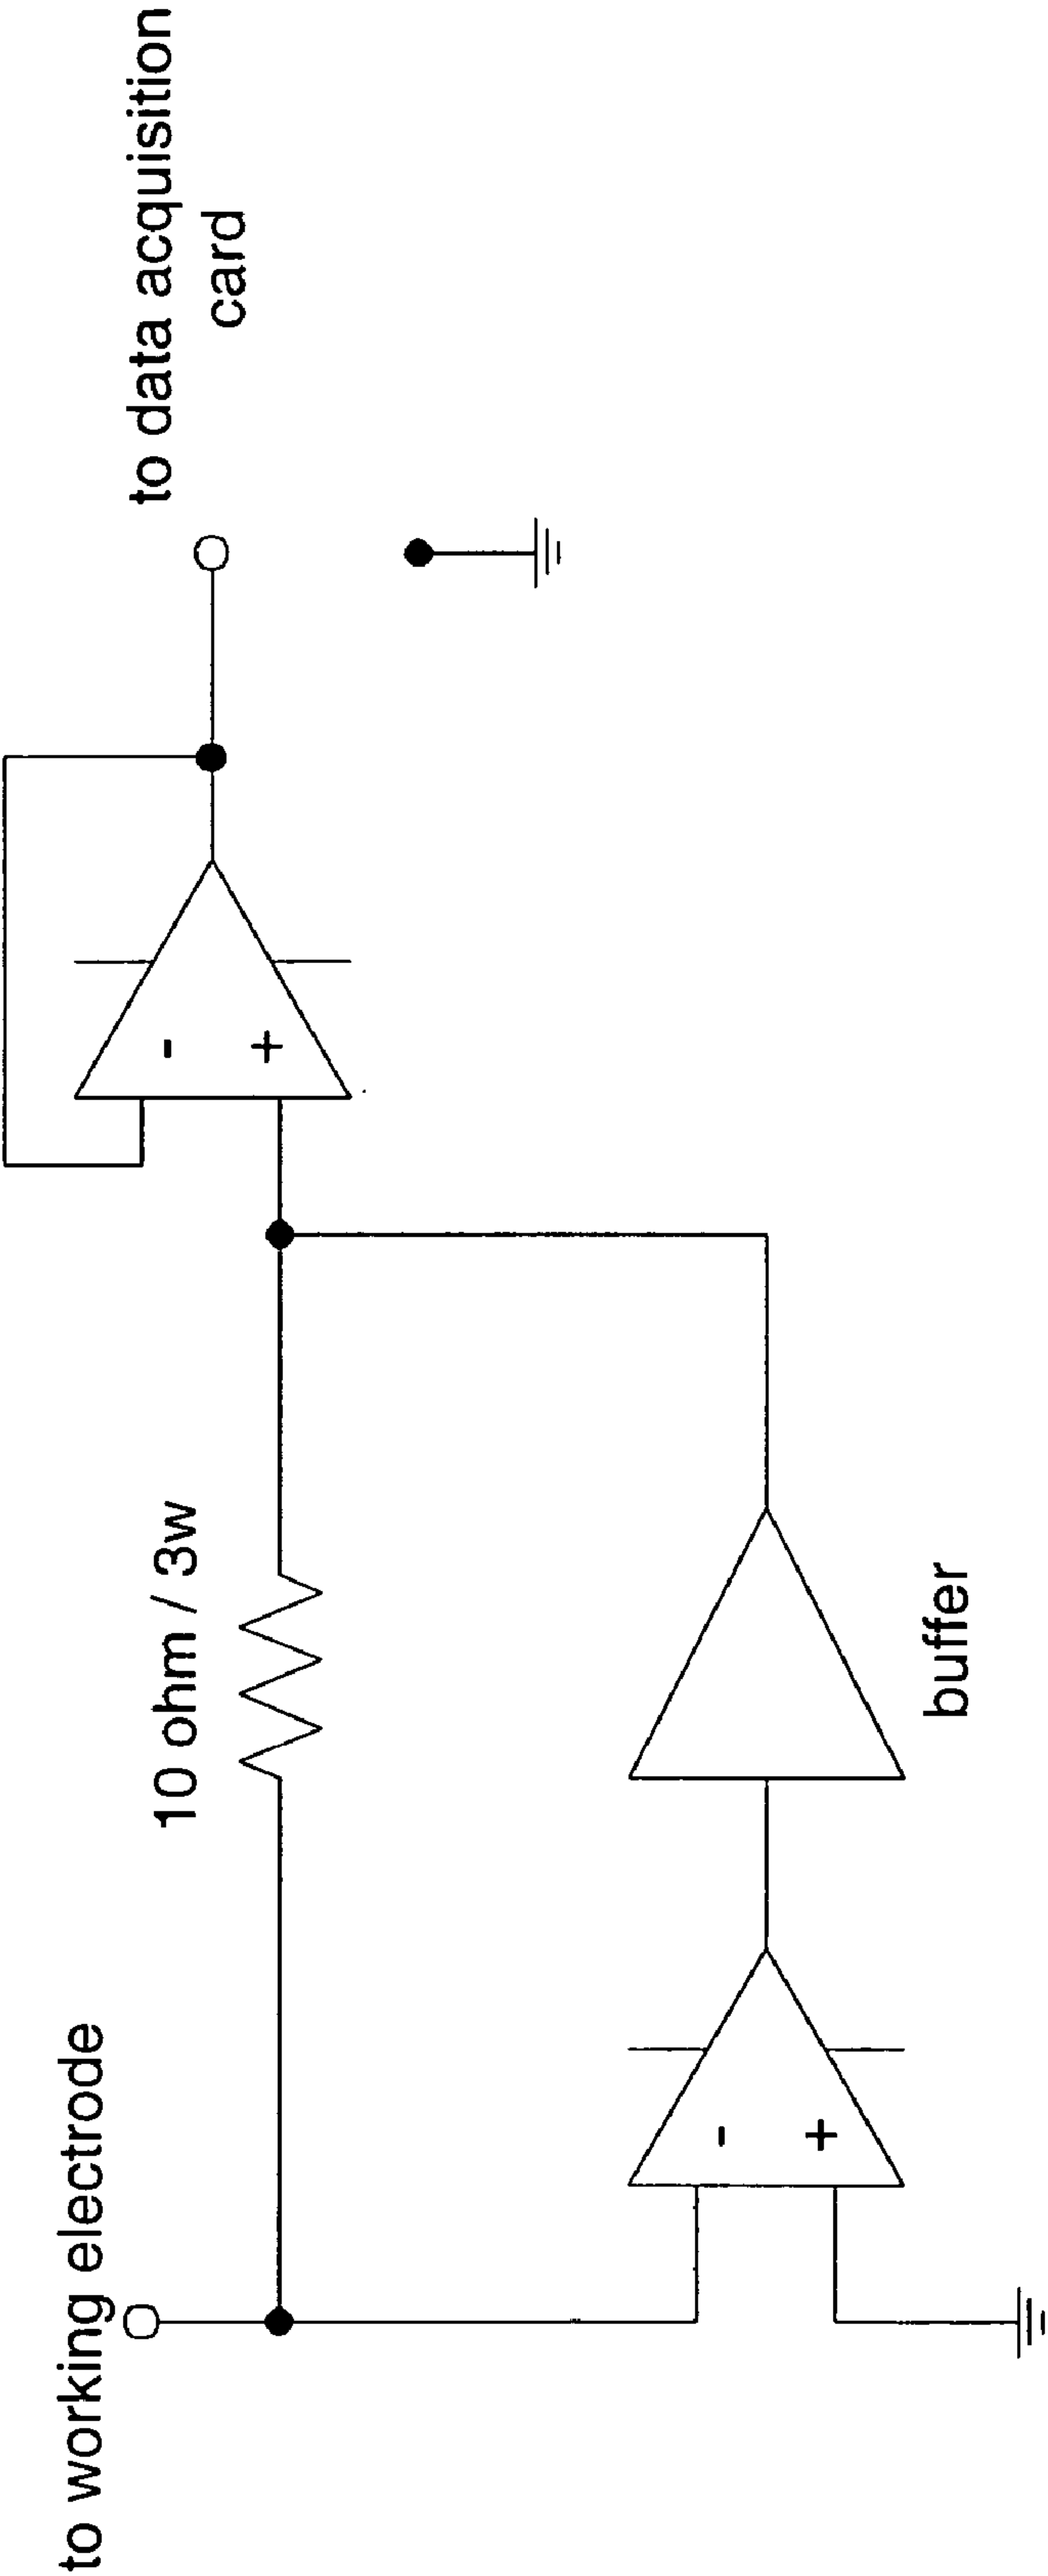 to working electrode
10 ohm / 3w
-
+
buffer
-
+
to data acquisition
card